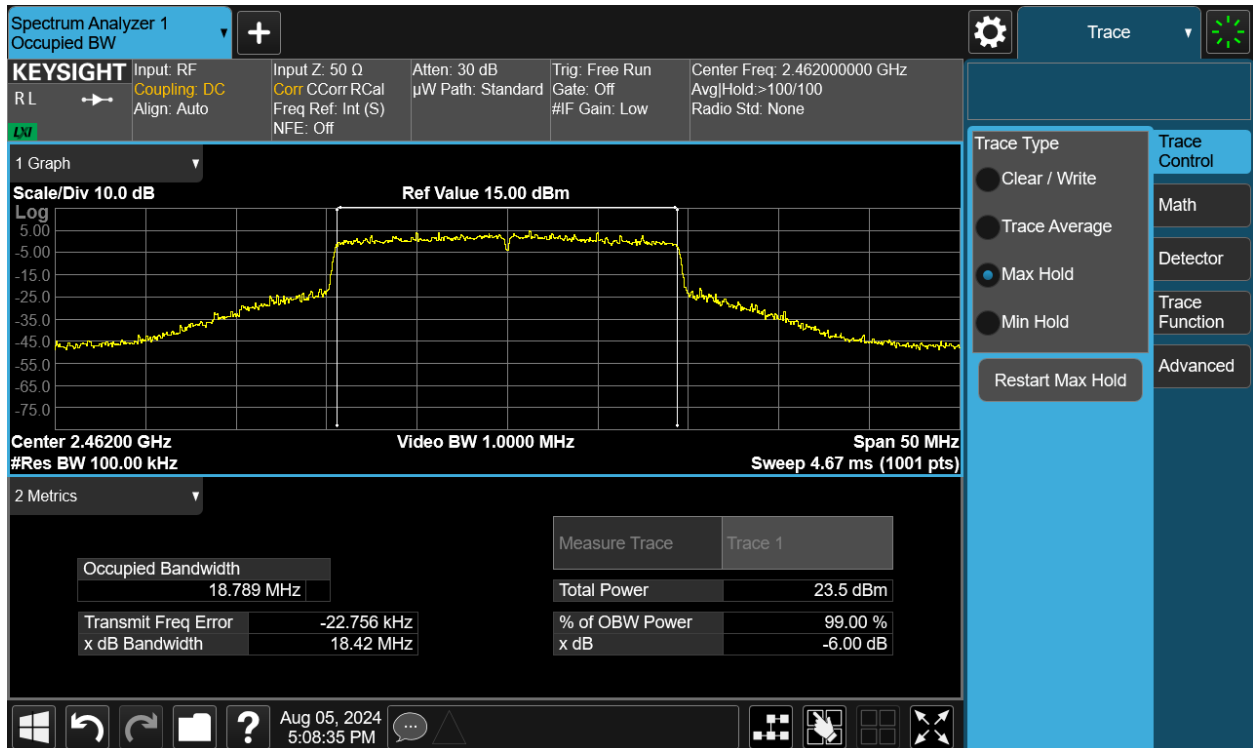 Spectrum Analyzer 1
Occupied BW
+
Trace
KEYSIGHT
R L
LXI
Input: RF
Coupling: DC
Align: Auto
Input Z: 50 Ω
Corr CCorr RCal
Freq Ref: Int (S)
NFE: Off
Atten: 30 dB
µW Path: Standard
Trig: Free Run
Gate: Off
#IF Gain: Low
Center Freq: 2.462000000 GHz
Avg|Hold:>100/100
Radio Std: None
1 Graph
Scale/Div 10.0 dB
Ref Value 15.00 dBm
Log
5.00
-5.00
-15.0
-25.0
-35.0
-45.0
-55.0
-65.0
-75.0
Center 2.46200 GHz
Video BW 1.0000 MHz
Span 50 MHz
#Res BW 100.00 kHz
Sweep 4.67 ms (1001 pts)
2 Metrics
Measure Trace
Trace 1
Occupied Bandwidth
18.789 MHz
Total Power
23.5 dBm
Transmit Freq Error
-22.756 kHz
% of OBW Power
99.00 %
x dB Bandwidth
18.42 MHz
x dB
-6.00 dB
Trace Type
Clear / Write
Trace Average
Max Hold
Min Hold
Restart Max Hold
Trace
Control
Math
Detector
Trace
Function
Advanced
?
Aug 05, 2024
5:08:35 PM